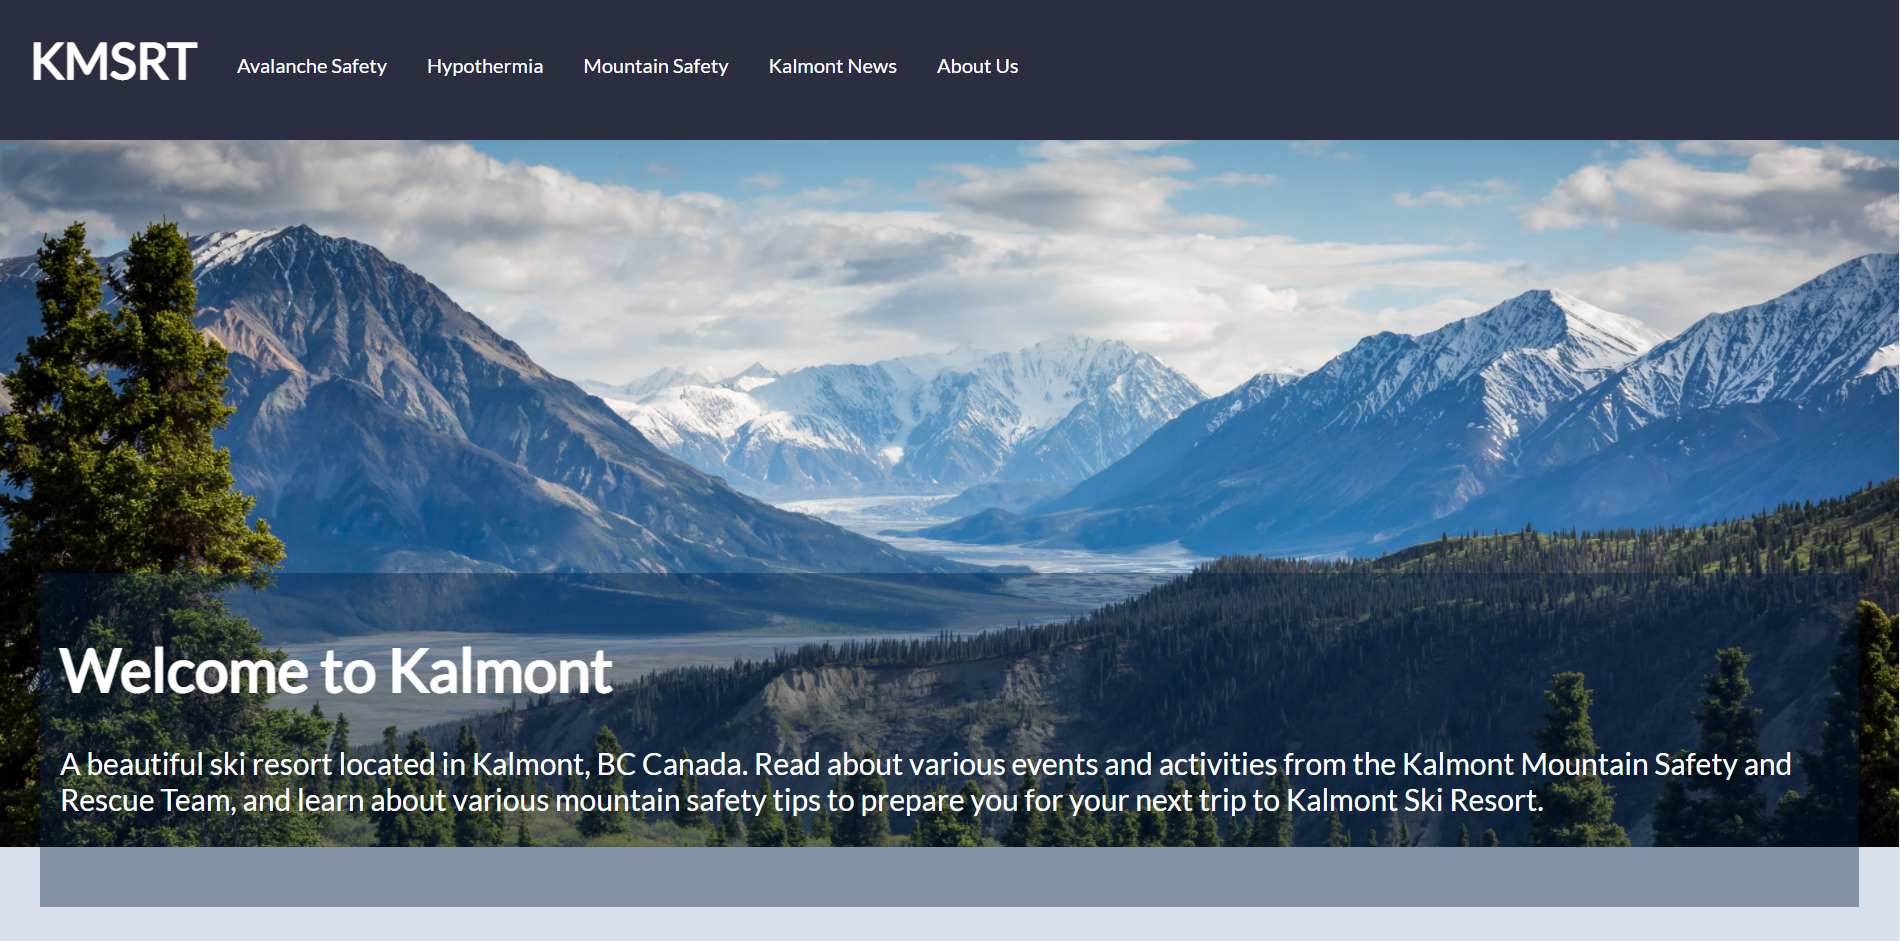 KMSRT
Avalanche Safety
Hypothermia
Mountain Safety
Kalmont News
About Us
Welcome to Kalmont
A beautiful ski resort located in Kalmont, BC Canada. Read about various events and activities from the Kalmont Mountain Safety and
Rescue Team, and learn about various mountain safety tips to prepare you for your next trip to Kalmont Ski Resort.